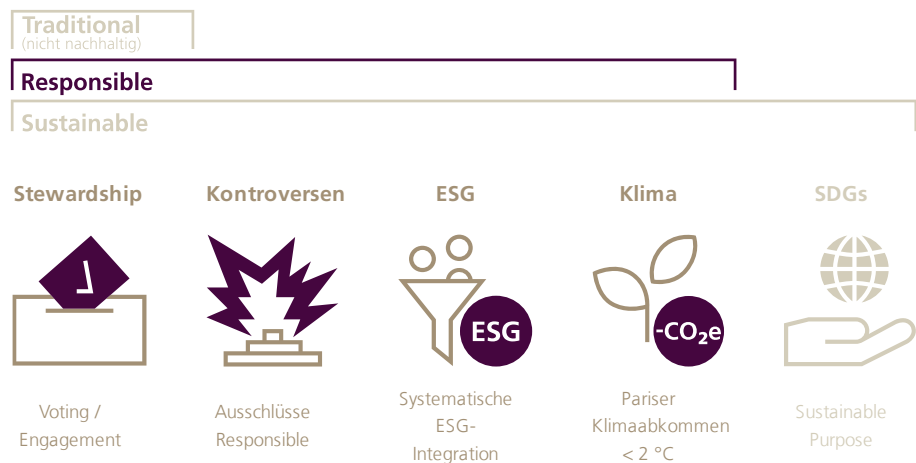 Traditional
(nicht nachhaltig)
Responsible
Sustainable
Stewardship
Kontroversen
ESG
Klima
SDGs
ESG
-CO₂e
Voting /
Engagement
Ausschlüsse
Responsible
Systematische
ESG-
Integration
Pariser
Klimaabkommen
< 2 °C
Sustainable
Purpose